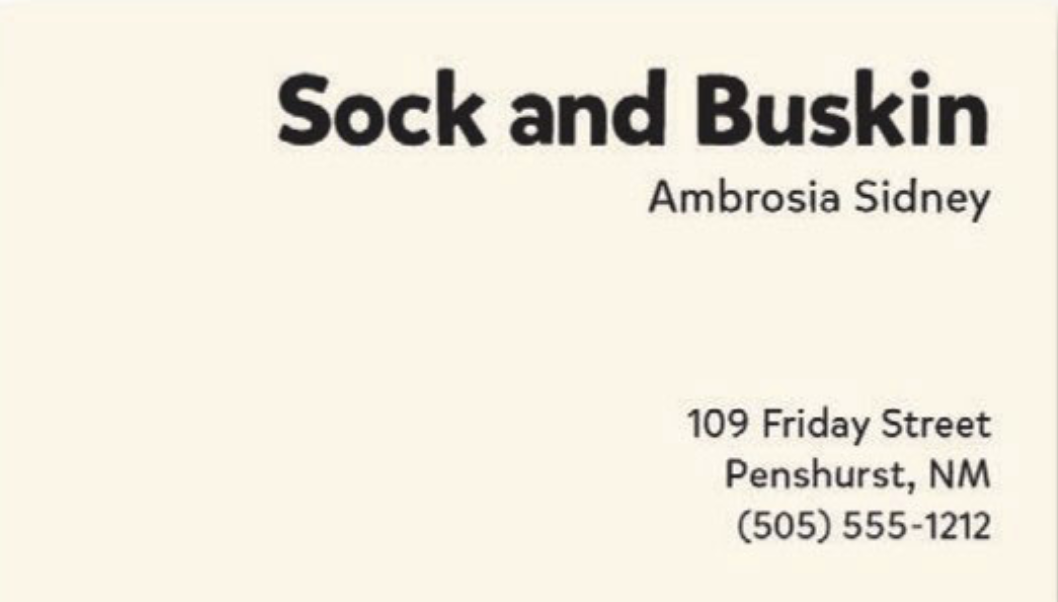 Sock and Buskin
Ambrosia Sidney
109 Friday Street
Penshurst, NM
(505) 555-1212